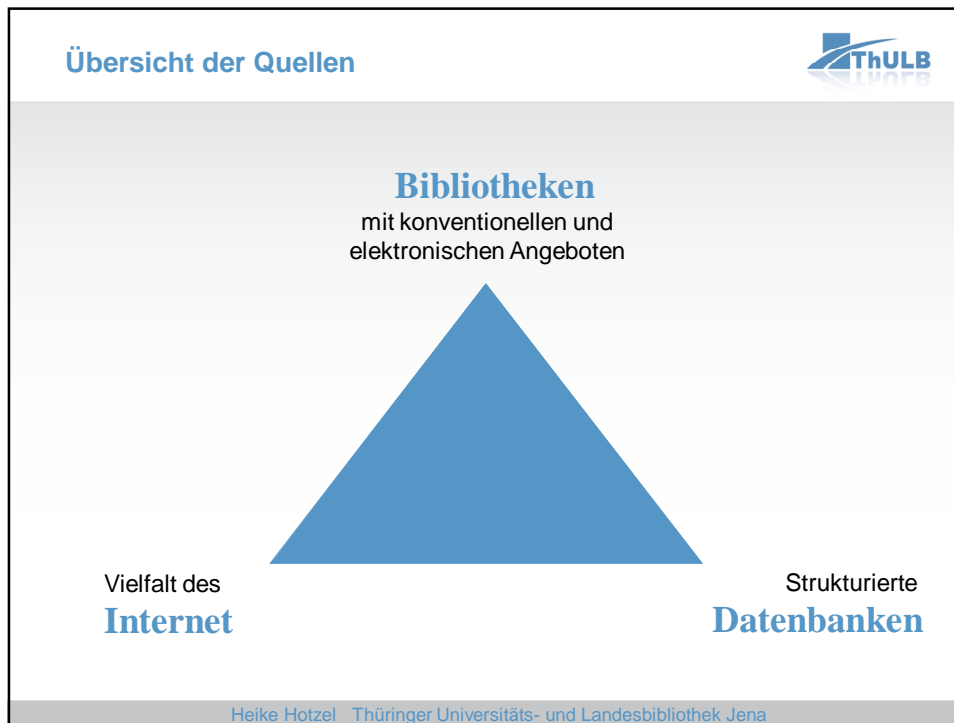 Übersicht der Quellen
ThULB
Bibliotheken
mit konventionellen und
elektronischen Angeboten
Vielfalt des
Internet
Strukturierte
Datenbanken
Heike Hotzel Thüringer Universitäts- und Landesbibliothek Jena